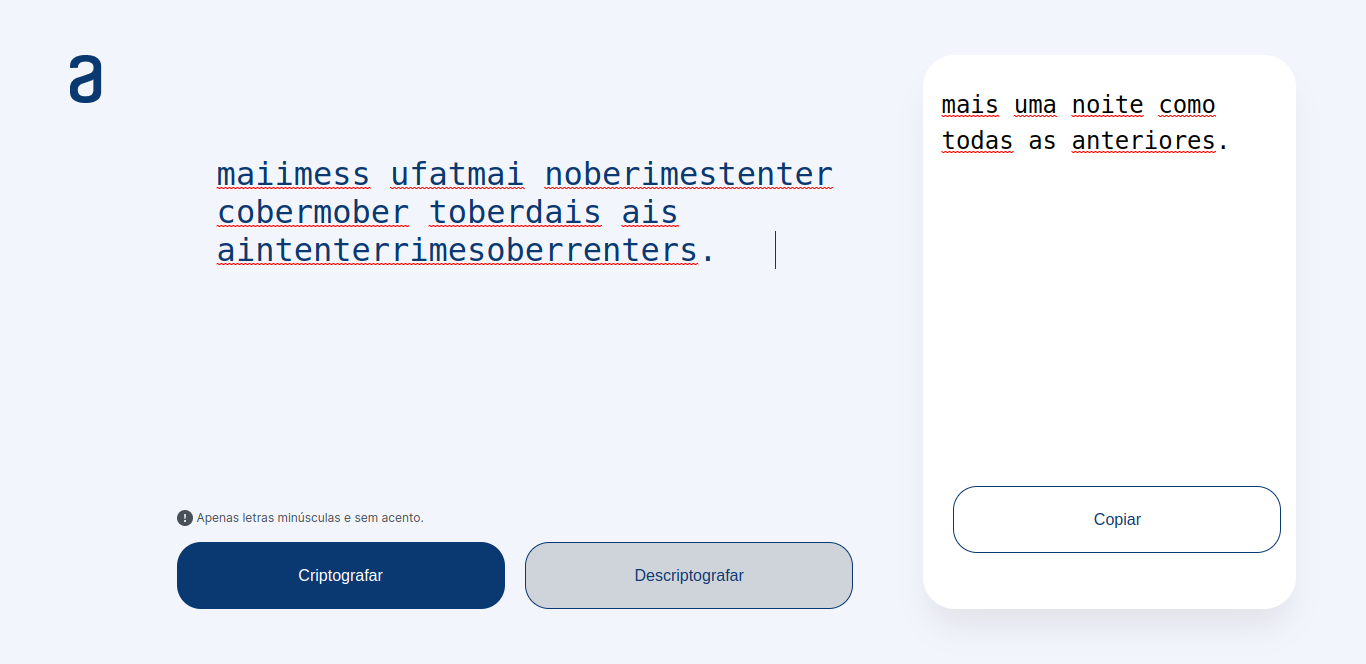 a
maiimess ufatmai noberimestenter
cobermober toberdais ais
aintenterrimesoberrenters.
! Apenas letras minúsculas e sem acento.
Criptografar
Descriptografar
mais uma noite como
todas as anteriores.
Copiar